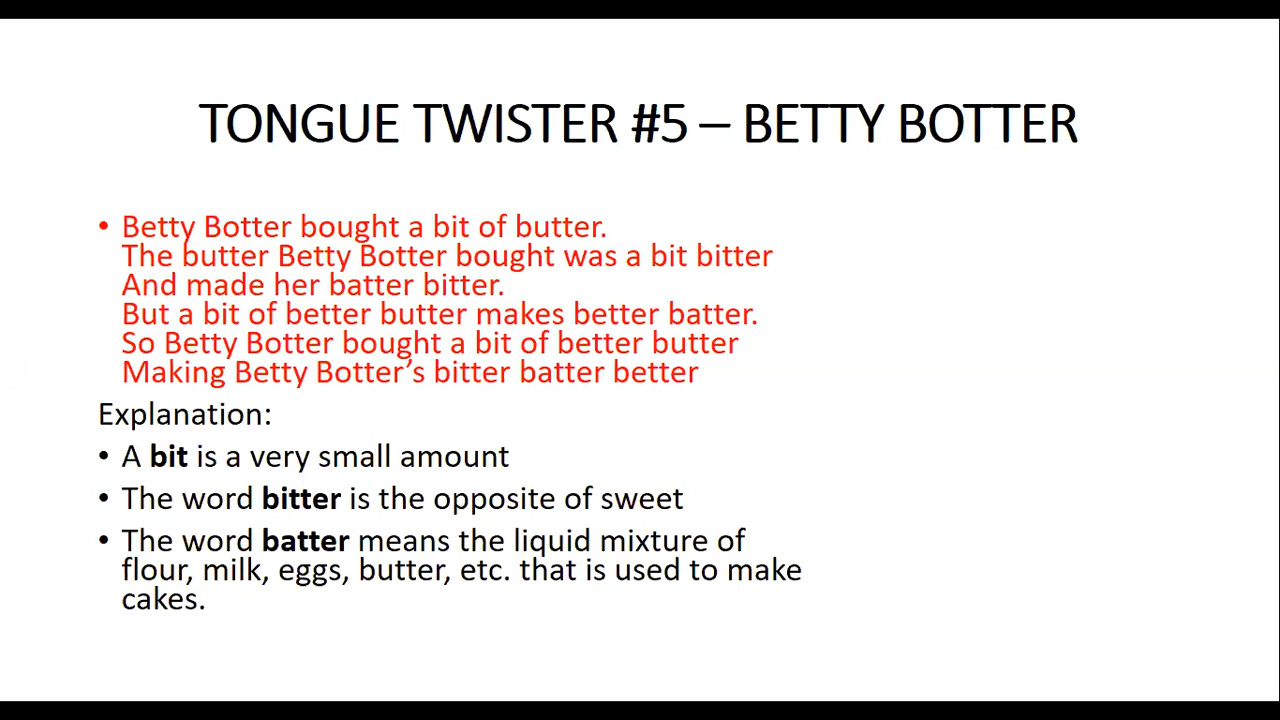 TONGUE TWISTER #5 – BETTY BOTTER
• Betty Botter bought a bit of butter.
The butter Betty Botter bought was a bit bitter
And made her batter bitter.
But a bit of better butter makes better batter.
So Betty Botter bought a bit of better butter
Making Betty Botter’s bitter batter better
Explanation:
• A bit is a very small amount
• The word bitter is the opposite of sweet
• The word batter means the liquid mixture of
flour, milk, eggs, butter, etc. that is used to make
cakes.